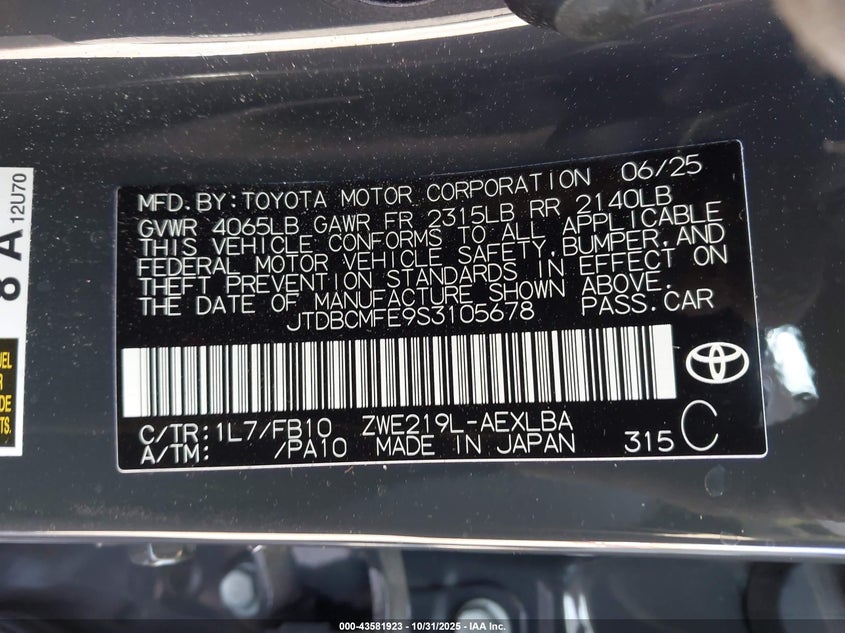 MFD. BY: TOYOTA MOTOR CORPORATION 06/25
GVWR 4065LB GAWR FR 2315LB RR 2140LB
THIS VEHICLE CONFORMS TO ALL APPLICABLE
FEDERAL MOTOR VEHICLE SAFETY, BUMPER, AND
THEFT PREVENTION STANDARDS IN EFFECT ON
THE DATE OF MANUFACTURE SHOWN ABOVE.
JTDBCMFE9S3105678 PASS. CAR
C/TR: 1L7/FB10 ZWE219L-AEXLBA
A/TM: /PA10 MADE IN JAPAN 315 C
8 A
12U70
000-43581923 - 10/31/2025 - IAA Inc.